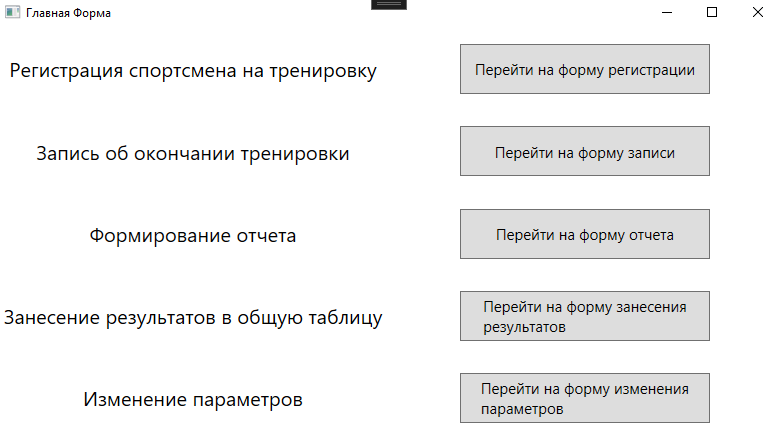 Главная Форма
Регистрация спортсмена на тренировку
Перейти на форму регистрации
Запись об окончании тренировки
Перейти на форму записи
Формирование отчета
Перейти на форму отчета
Занесение результатов в общую таблицу
Перейти на форму занесения
результатов
Изменение параметров
Перейти на форму изменения
параметров